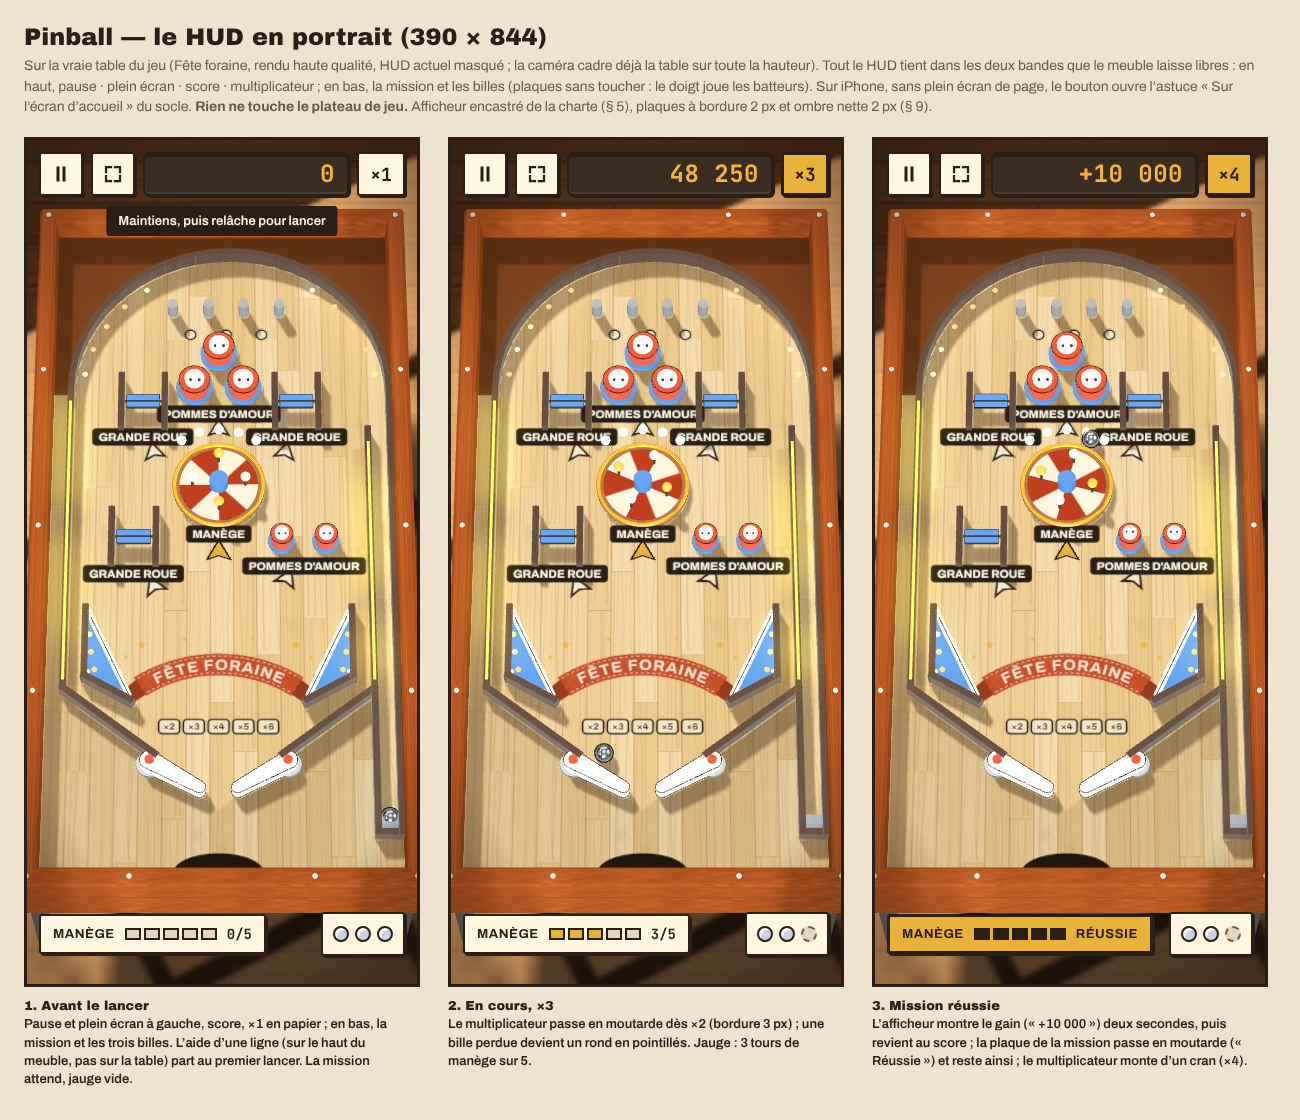 Pinball — le HUD en portrait (390 × 844)
Sur la vraie table du jeu (Fête foraine, rendu haute qualité, HUD actuel masqué ; la caméra cadre déjà la table sur toute la hauteur). Tout le HUD tient dans les deux bandes que le meuble laisse libres : en
haut, pause · plein écran · score · multiplicateur ; en bas, la mission et les billes (plaques sans toucher : le doigt joue les batteurs). Sur iPhone, sans plein écran de page, le bouton ouvre l’astuce « Sur
l’écran d’accueil » du socle. Rien ne touche le plateau de jeu. Afficheur encastré de la charte (§ 5), plaques à bordure 2 px et ombre nette 2 px (§ 9).
0
×1
Maintiens, puis relâche pour lancer
POMMES D'AMOUR
GRANDE ROUE
GRANDE ROUE
MANÈGE
GRANDE ROUE
POMMES D'AMOUR
FÊTE FORAINE
×2 ×3 ×4 ×5 ×6
MANÈGE 0/5
1. Avant le lancer
Pause et plein écran à gauche, score, ×1 en papier ; en bas, la
mission et les trois billes. L’aide d’une ligne (sur le haut du
meuble, pas sur la table) part au premier lancer. La mission
attend, jauge vide.
48 250
×3
POMMES D'AMOUR
GRANDE ROUE
GRANDE ROUE
MANÈGE
GRANDE ROUE
POMMES D'AMOUR
FÊTE FORAINE
×2 ×3 ×4 ×5 ×6
MANÈGE 3/5
2. En cours, ×3
Le multiplicateur passe en moutarde dès ×2 (bordure 3 px) ; une
bille perdue devient un rond en pointillés. Jauge : 3 tours de
manège sur 5.
+10 000
×4
POMMES D'AMOUR
GRANDE ROUE
GRANDE ROUE
MANÈGE
GRANDE ROUE
POMMES D'AMOUR
FÊTE FORAINE
×2 ×3 ×4 ×5 ×6
MANÈGE RÉUSSIE
3. Mission réussie
L’afficheur montre le gain (« +10 000 ») deux secondes, puis
revient au score ; la plaque de la mission passe en moutarde («
Réussie ») et reste ainsi ; le multiplicateur monte d’un cran (×4).